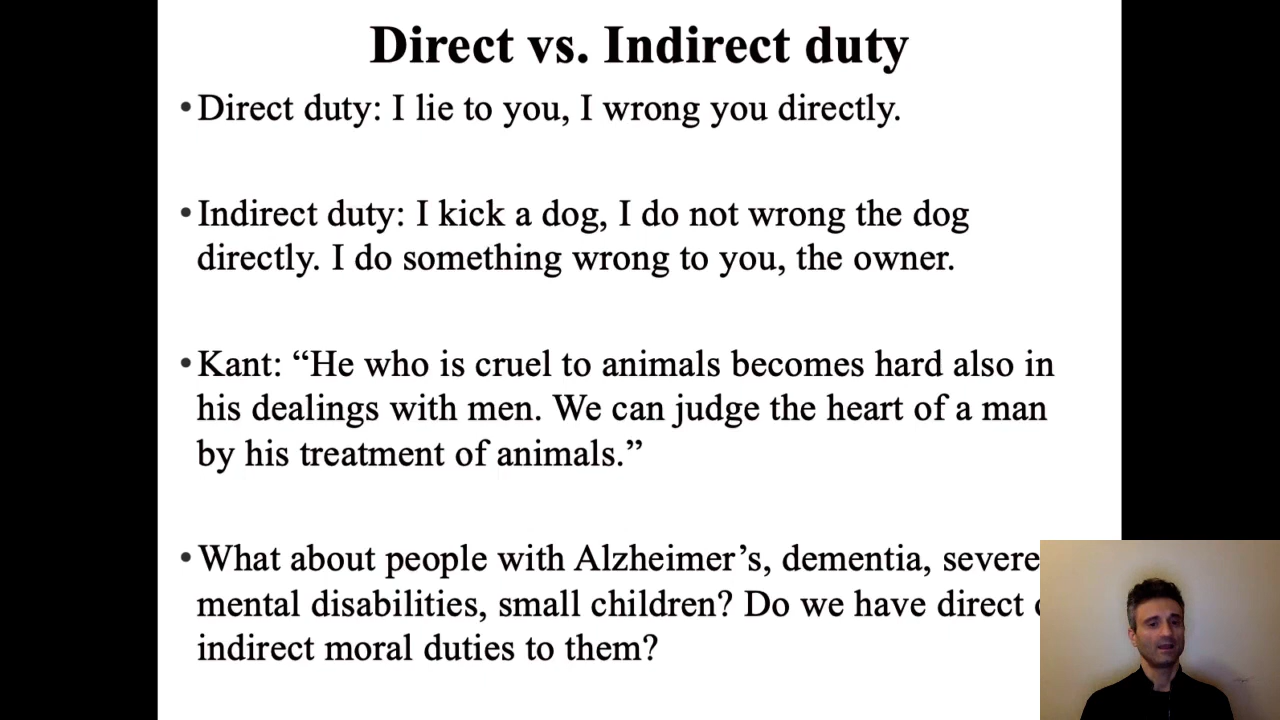 Direct vs. Indirect duty
•Direct duty: I lie to you, I wrong you directly.
•Indirect duty: I kick a dog, I do not wrong the dog
directly. I do something wrong to you, the owner.
•Kant: “He who is cruel to animals becomes hard also in
his dealings with men. We can judge the heart of a man
by his treatment of animals.”
•What about people with Alzheimer’s, dementia, severe
mental disabilities, small children? Do we have direct
indirect moral duties to them?